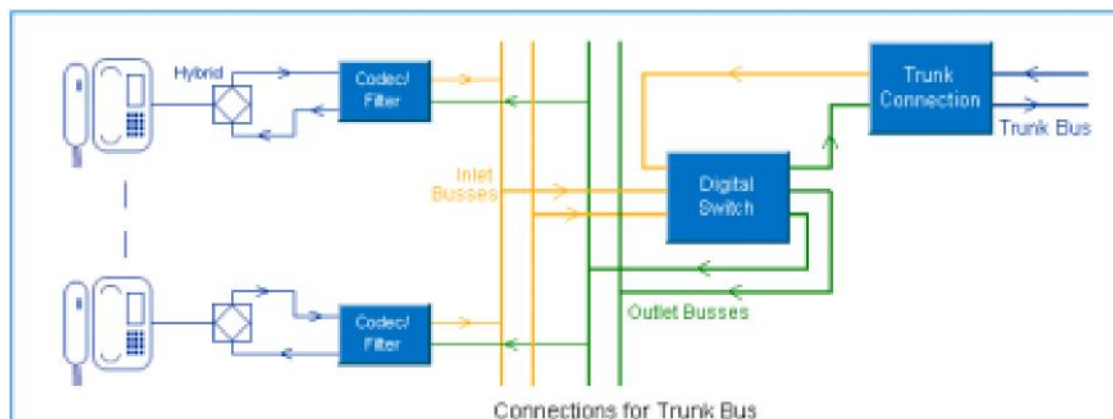 Hybrid
Codec/
Filter
Trunk
Connection
Trunk Bus
Inlet
Busses
Digital
Switch
Codec/
Filter
Outlet Busses
Connections for Trunk Bus